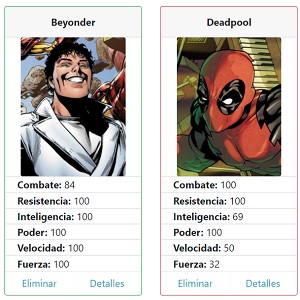 Beyonder
Combate: 84
Resistencia: 100
Inteligencia: 100
Poder: 100
Velocidad: 100
Fuerza: 100
Eliminar Detalles
Deadpool
Combate: 100
Resistencia: 100
Inteligencia: 69
Poder: 100
Velocidad: 50
Fuerza: 32
Eliminar Detalles